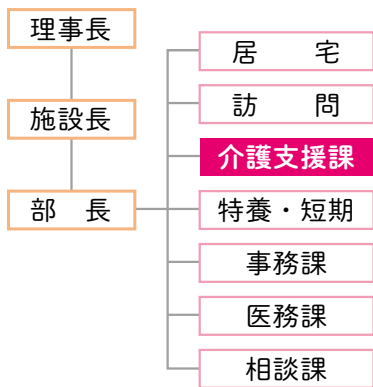 理事長
施設長
部　長
居　　宅
訪　　問
介護支援課
特養・短期
事務課
医務課
相談課